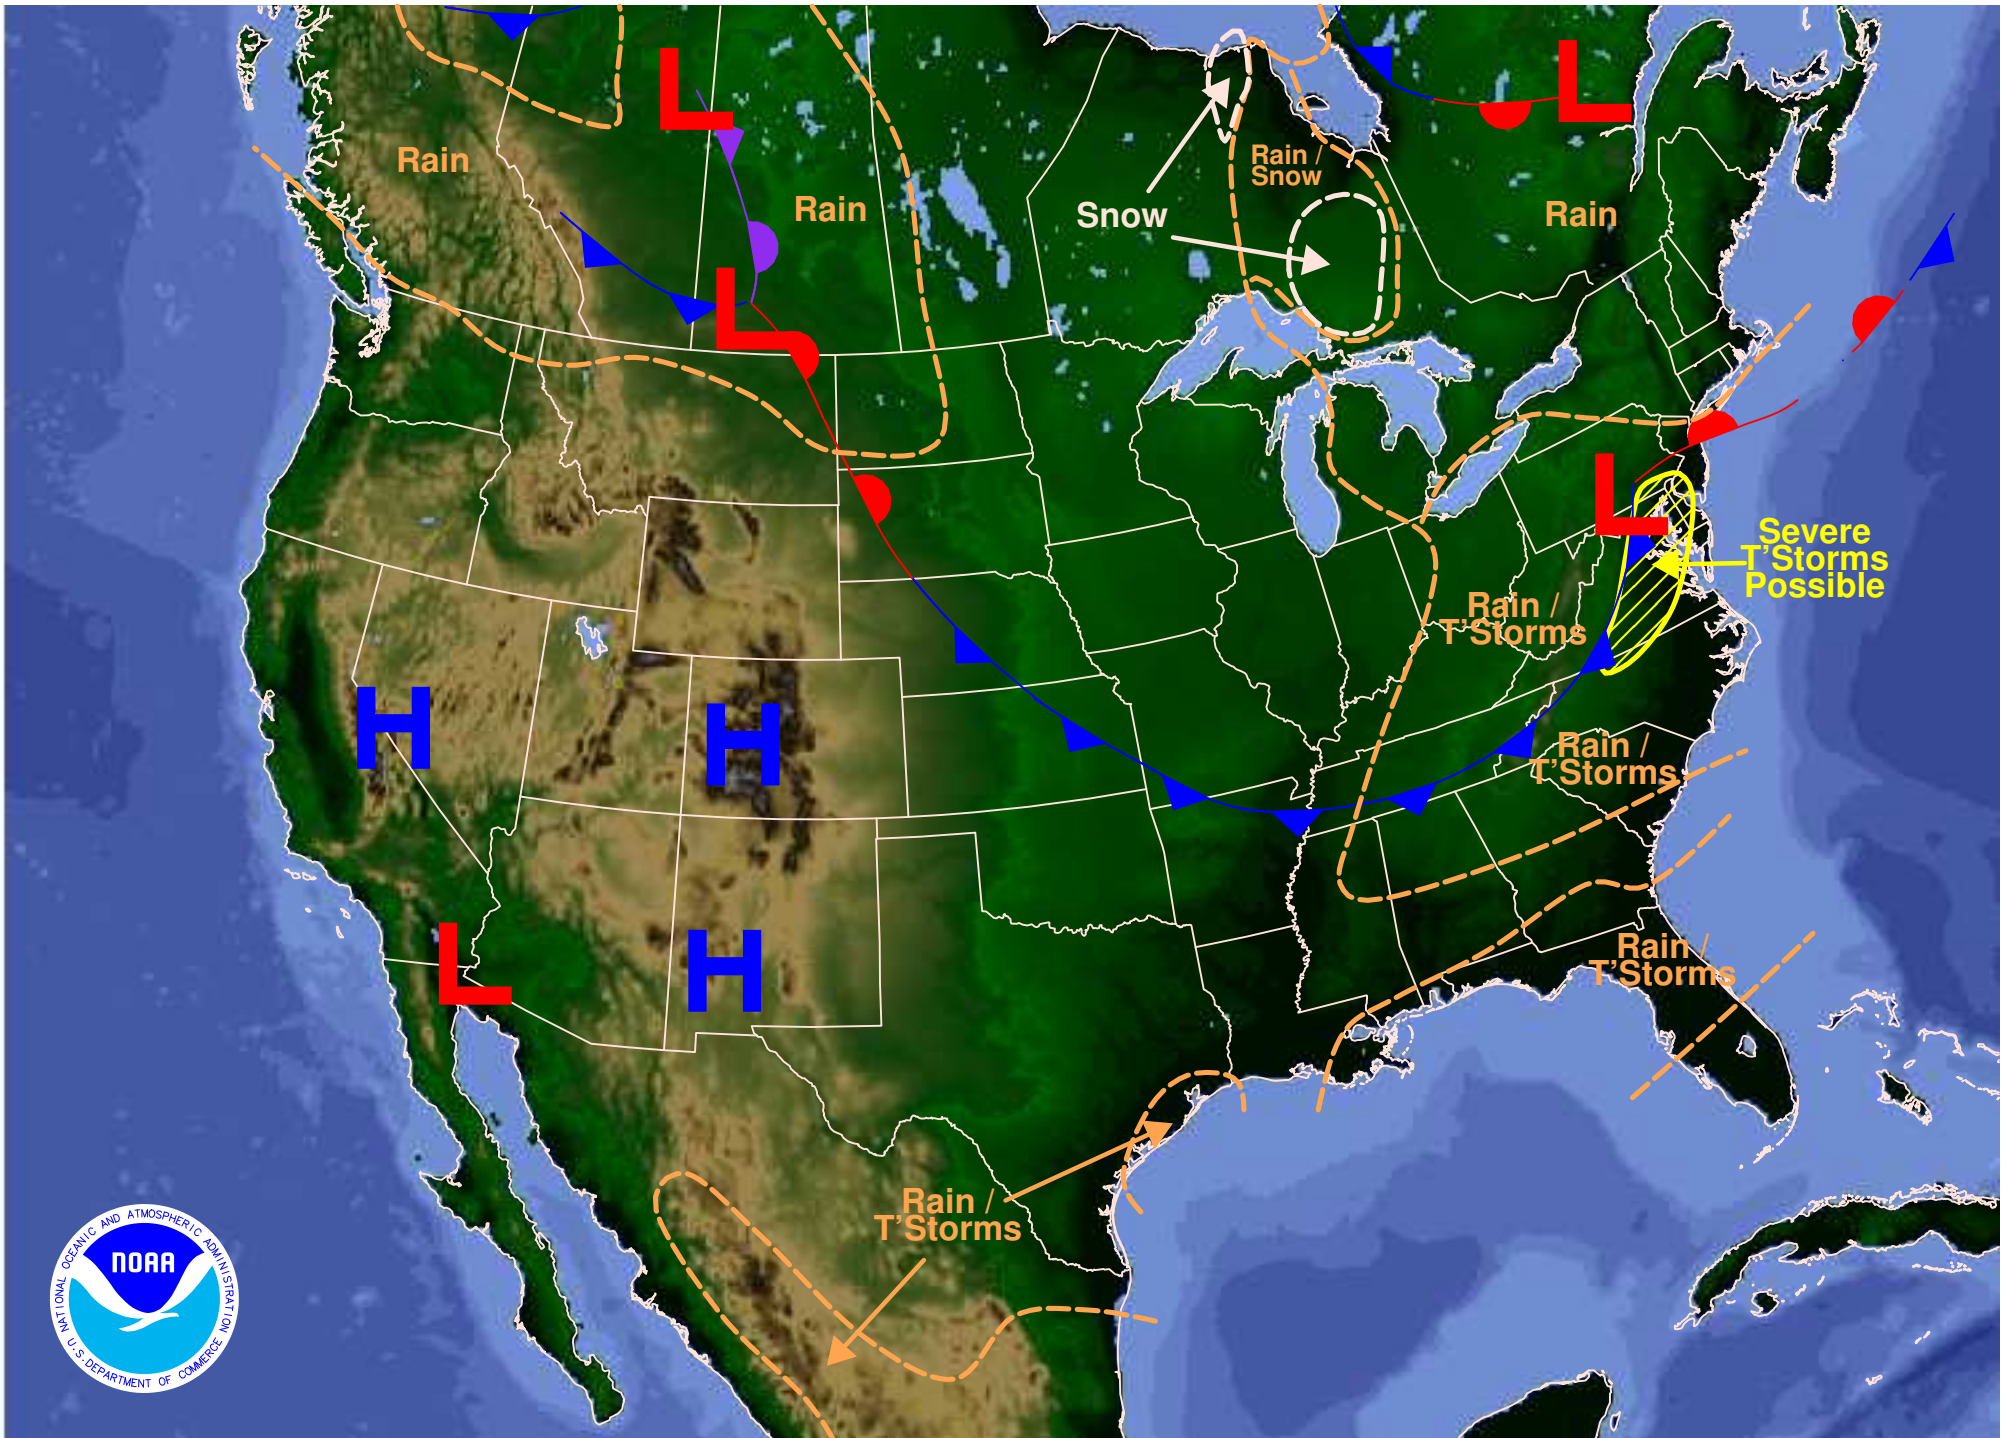 L
L
Rain
Rain /
Snow
Rain
Snow
Rain
L
L
Severe
T'Storms
Possible
Rain /
T'Storms
H
H
Rain /
T'Storms
L
H
Rain /
T'Storms
Rain /
T'Storms
NATIONAL OCEANIC AND ATMOSPHERIC ADMINISTRATION
NOAA
U.S. DEPARTMENT OF COMMERCE